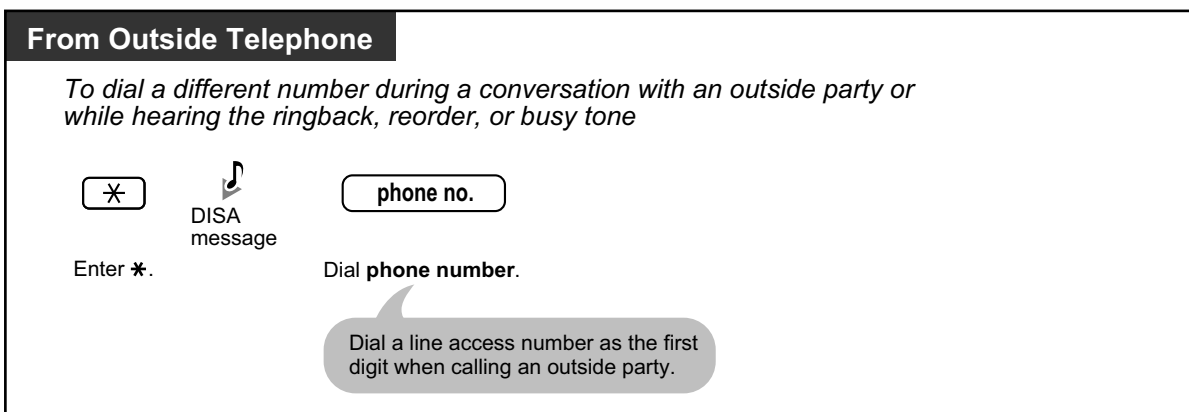 From Outside Telephone
To dial a different number during a conversation with an outside party or
while hearing the ringback, reorder, or busy tone
* phone no.
DISA
message
Enter *.
Dial phone number.
Dial a line access number as the first
digit when calling an outside party.